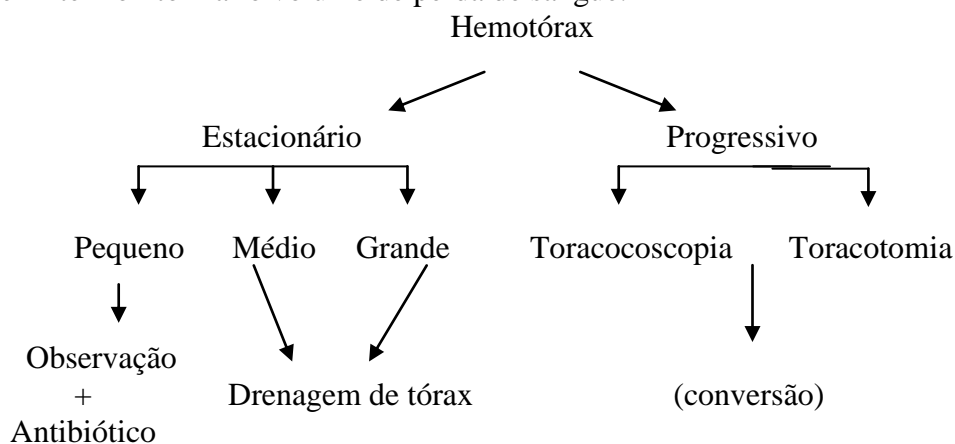 Hemotórax
Estacionário Progressivo
Pequeno Médio Grande Toracocoscopia Toracotomia
Observação
+ Drenagem de tórax (conversão)
Antibiótico